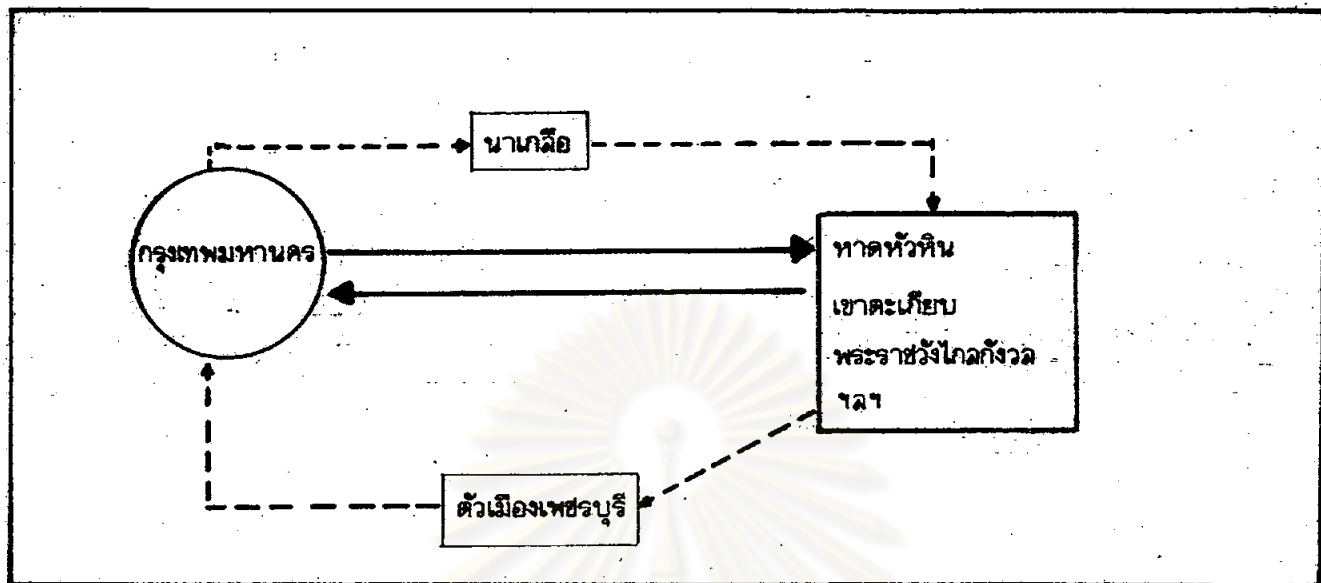 นาเกลือ
กรุงเทพมหานคร
หาดหัวหิน
เขาตะเกียบ
พระราชวังไกลกังวล
ฯลฯ
ตัวเมืองเพชรบุรี